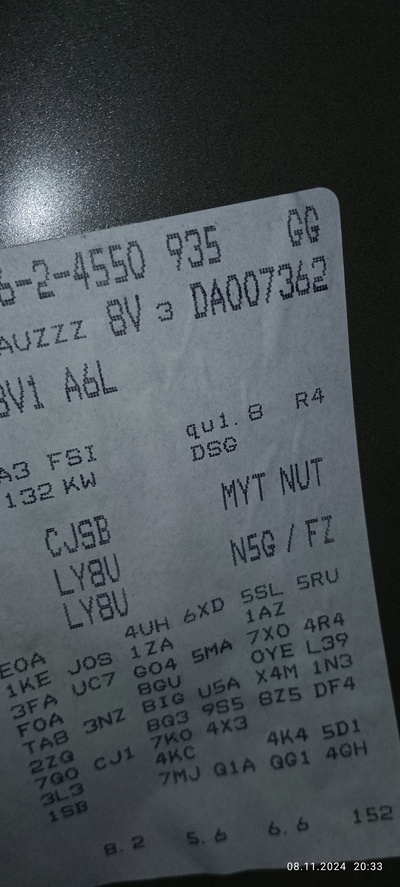 6-2-4550 935 GG
AUZZZ 8V 3 DA007362
8V1 A6L
A3 FSI qu1.8 R4
132 KW DSG
CJSB MYT NUT
LY8U N5G / FZ
LY8U
EOA 4UH 6XD 5SL 5RU
1KE JOS 1ZA 1AZ
3FA UC7 GO4 5MA 7XO 4R4
FOA 8GU OYE L39
TA8 3NZ BIG U5A X4M 1N3
2ZQ 8Q3 9S5 8Z5 DF4
7GO CJ1 7KO 4X3
3L3 4KC 4K4 5D1
1SB 7MJ Q1A QG1 4GH
8.2 5.6 6.6 152
08.11.2024 20:33